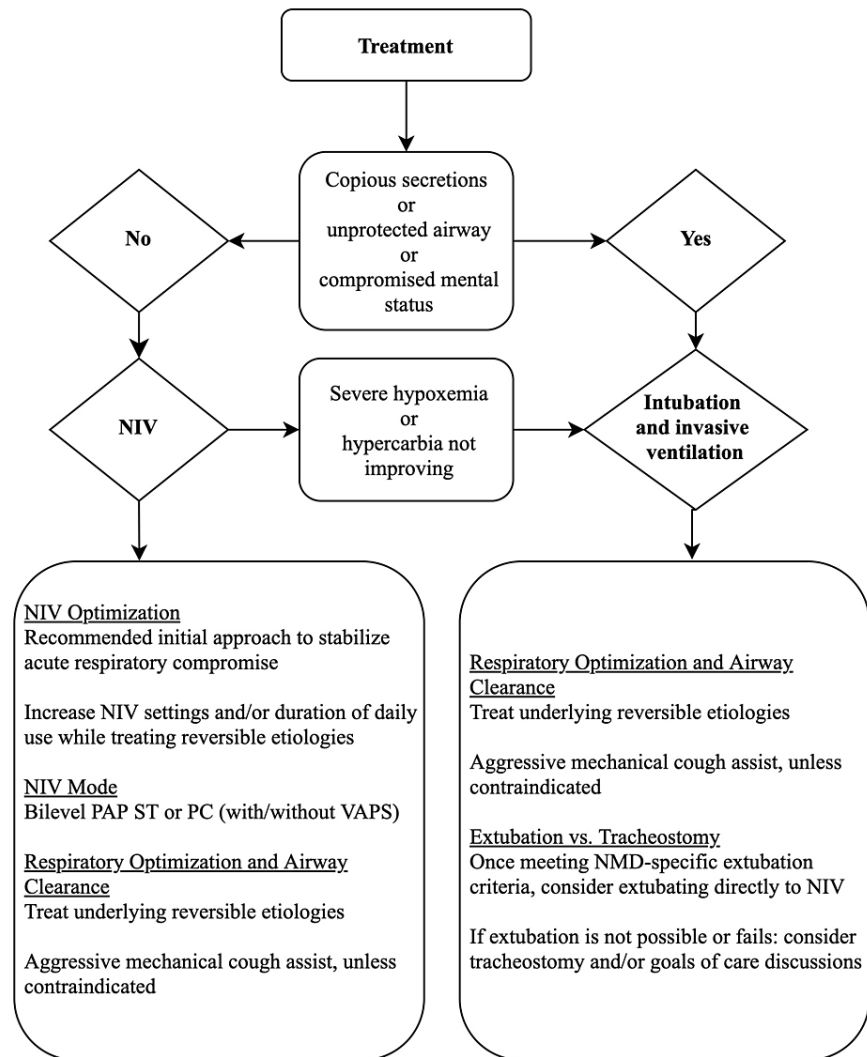 Treatment
Copious secretions
or
unprotected airway
or
compromised mental
status
No
Yes
NIV
Severe hypoxemia
or
hypercarbia not
improving
Intubation
and invasive
ventilation
NIV Optimization
Recommended initial approach to stabilize
acute respiratory compromise
Increase NIV settings and/or duration of daily
use while treating reversible etiologies
NIV Mode
Bilevel PAP ST or PC (with/without VAPS)
Respiratory Optimization and Airway
Clearance
Treat underlying reversible etiologies
Aggressive mechanical cough assist, unless
contraindicated
Respiratory Optimization and Airway
Clearance
Treat underlying reversible etiologies
Aggressive mechanical cough assist, unless
contraindicated
Extubation vs. Tracheostomy
Once meeting NMD-specific extubation
criteria, consider extubating directly to NIV
If extubation is not possible or fails: consider
tracheostomy and/or goals of care discussions